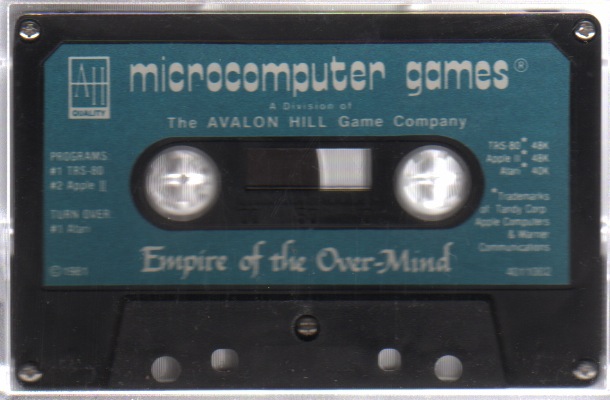 AH
QUALITY
microcomputer games®
A Division of
The AVALON HILL Game Company
PROGRAMS
#1 TRS-80
#2 Apple ][
TURN OVER
#1 Atari
TRS-80* 48K
Apple II* 48K
Atari* 40K
*Trademarks
of Tandy Corp.
Apple Computers
& Warner
Communications
Empire of the Over-Mind
©1981